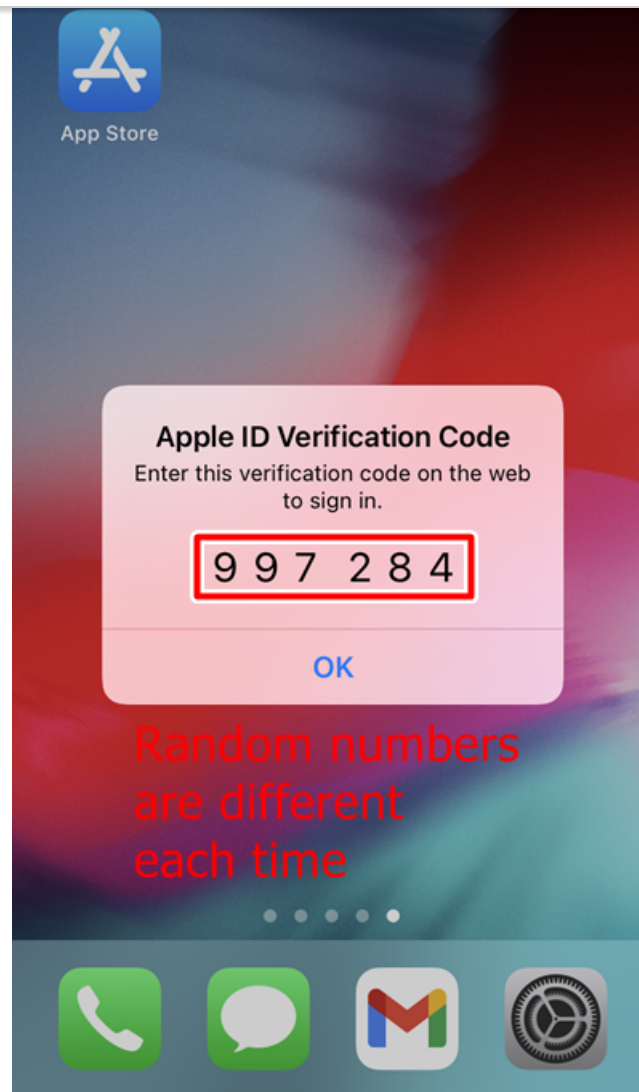 App Store
Apple ID Verification Code
Enter this verification code on the web
to sign in.
997 284
OK
Random numbers
are different
each time